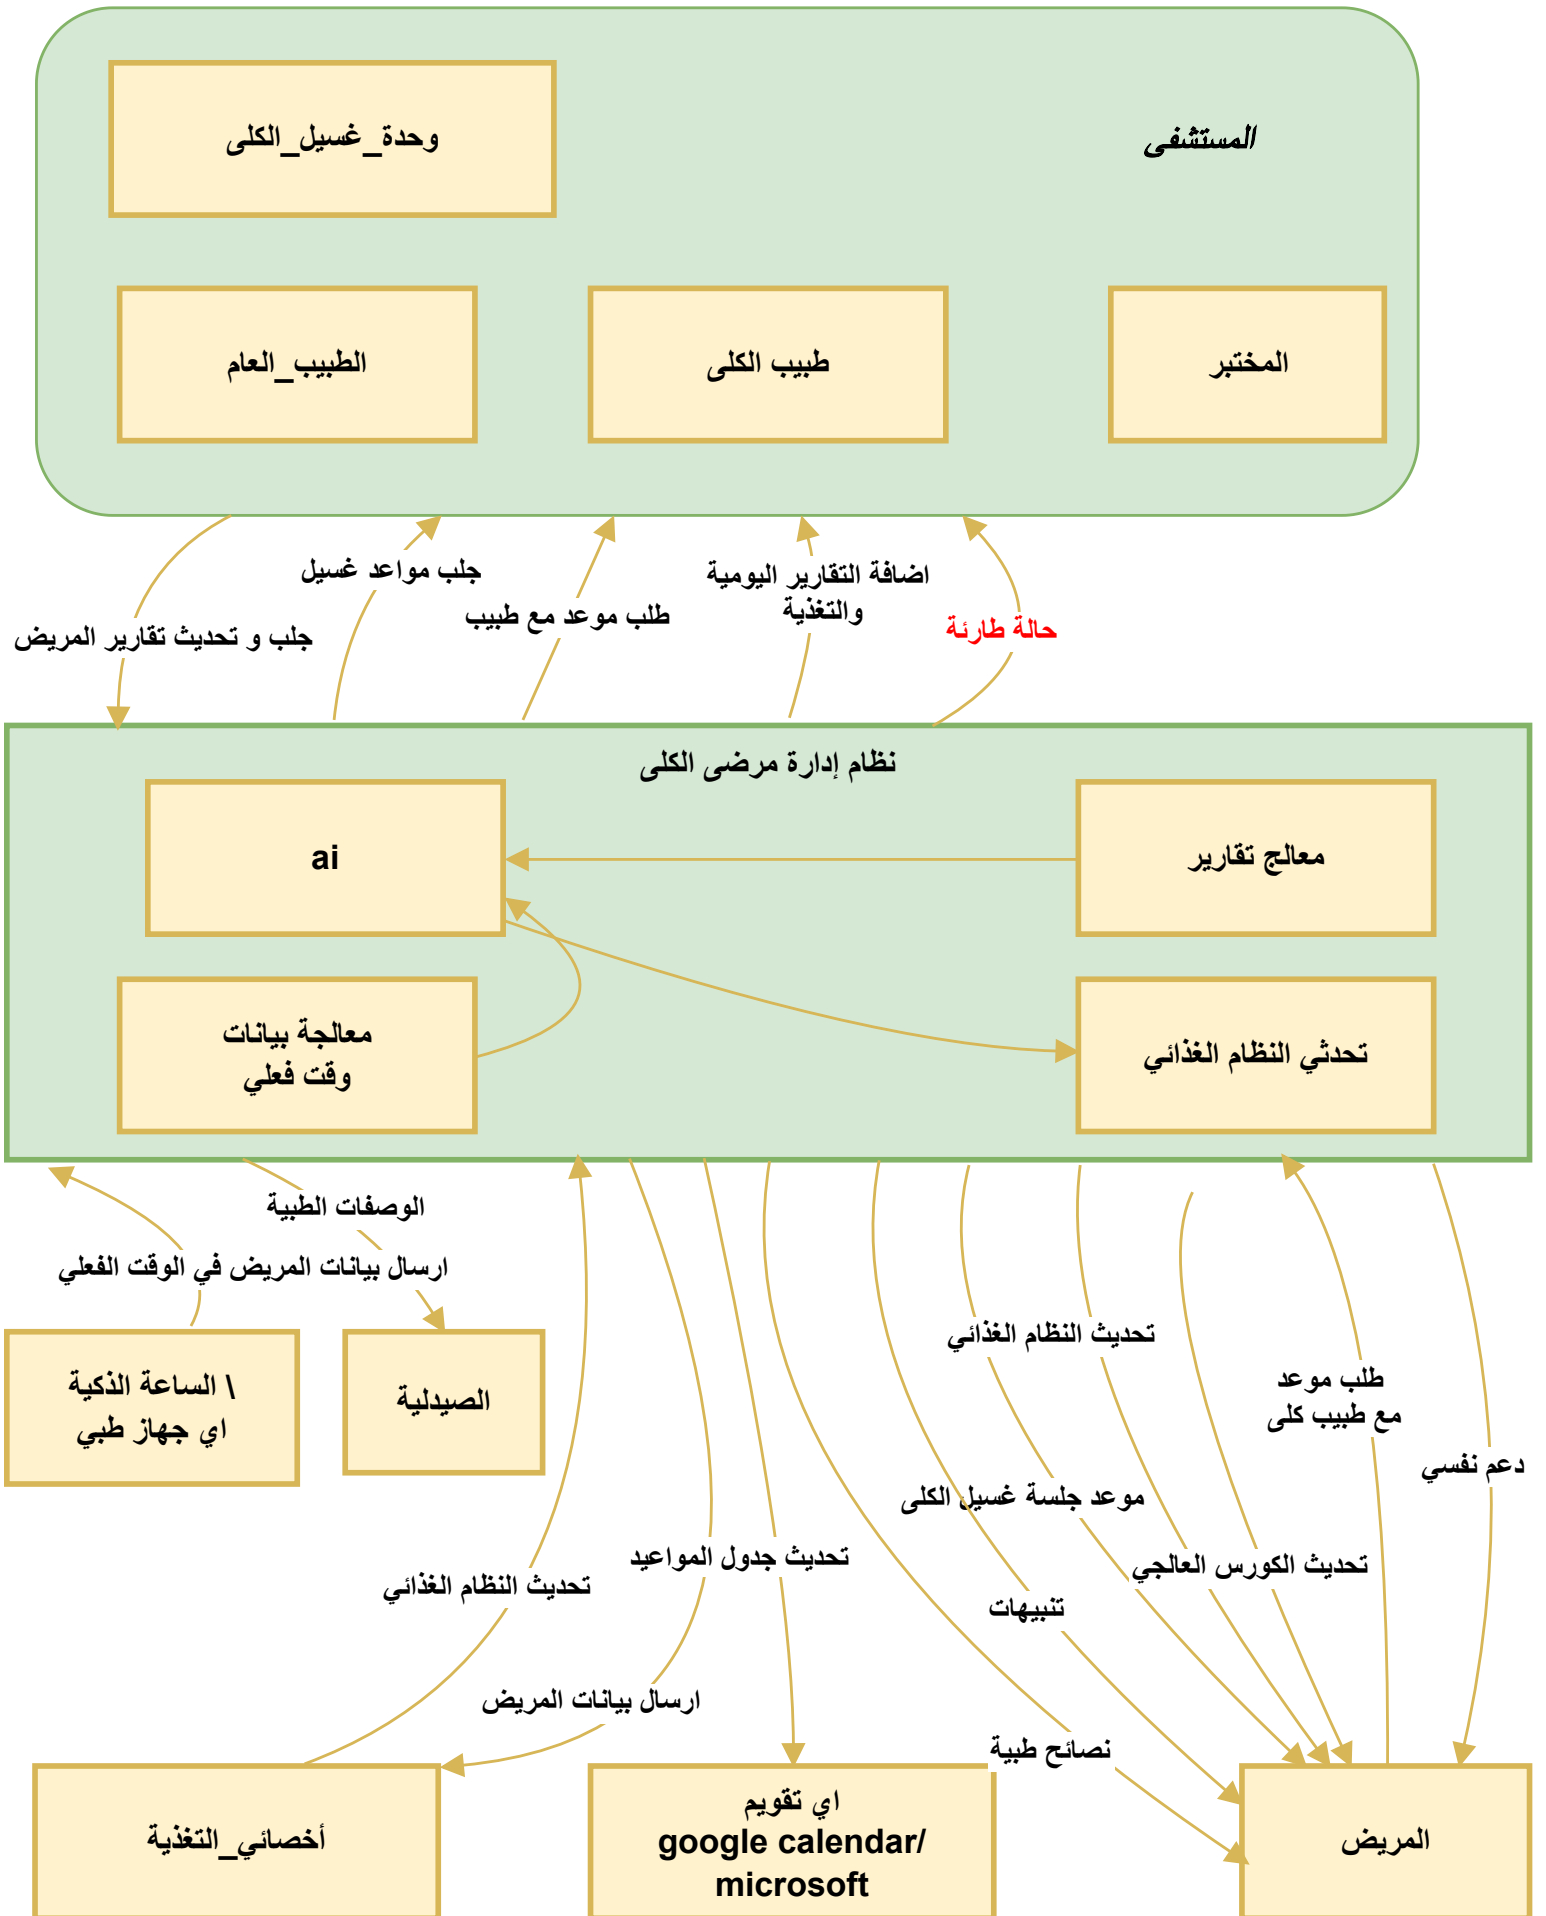 المستشفى
وحدة_غسيل_الكلى
المختبر
طبيب الكلى
الطبيب_العام
جلب مواعد غسيل
اضافة التقارير اليومية
والتغذية
طلب موعد مع طبيب
حالة طارئة
جلب و تحديث تقارير المريض
نظام إدارة مرضى الكلى
معالج تقارير
ai
تحدثي النظام الغذائي
معالجة بيانات
وقت فعلي
الوصفات الطبية
ارسال بيانات المريض في الوقت الفعلي
تحديث النظام الغذائي
طلب موعد
مع طبيب كلى
الساعة الذكية \
اي جهاز طبي
الصيدلية
دعم نفسي
موعد جلسة غسيل الكلى
تحديث جدول المواعيد
تحديث الكورس العالجي
تحديث النظام الغذائي
تنبيهات
ارسال بيانات المريض
نصائح طبية
المريض
اي تقويم
google calendar/
microsoft
أخصائي_التغذية